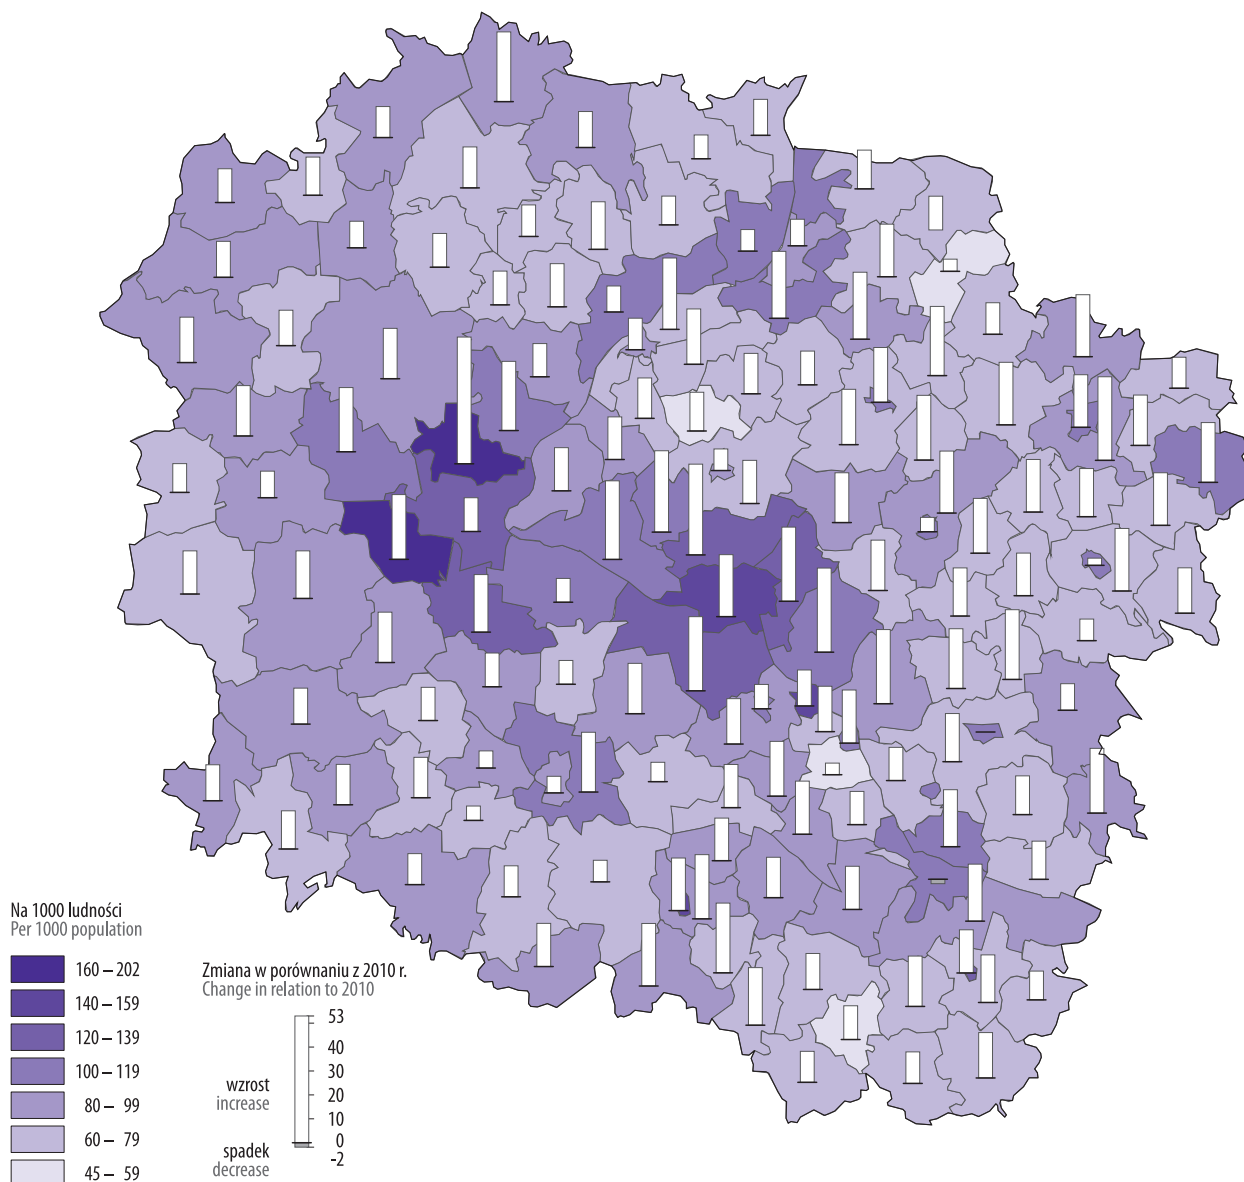 Na 1000 ludności
Per 1000 population
160 – 202
140 – 159
120 – 139
100 – 119
80 – 99
60 – 79
45 – 59
Zmiana w porównaniu z 2010 r.
Change in relation to 2010
53
40
30
20
10
0
-2
wzrost
increase
spadek
decrease